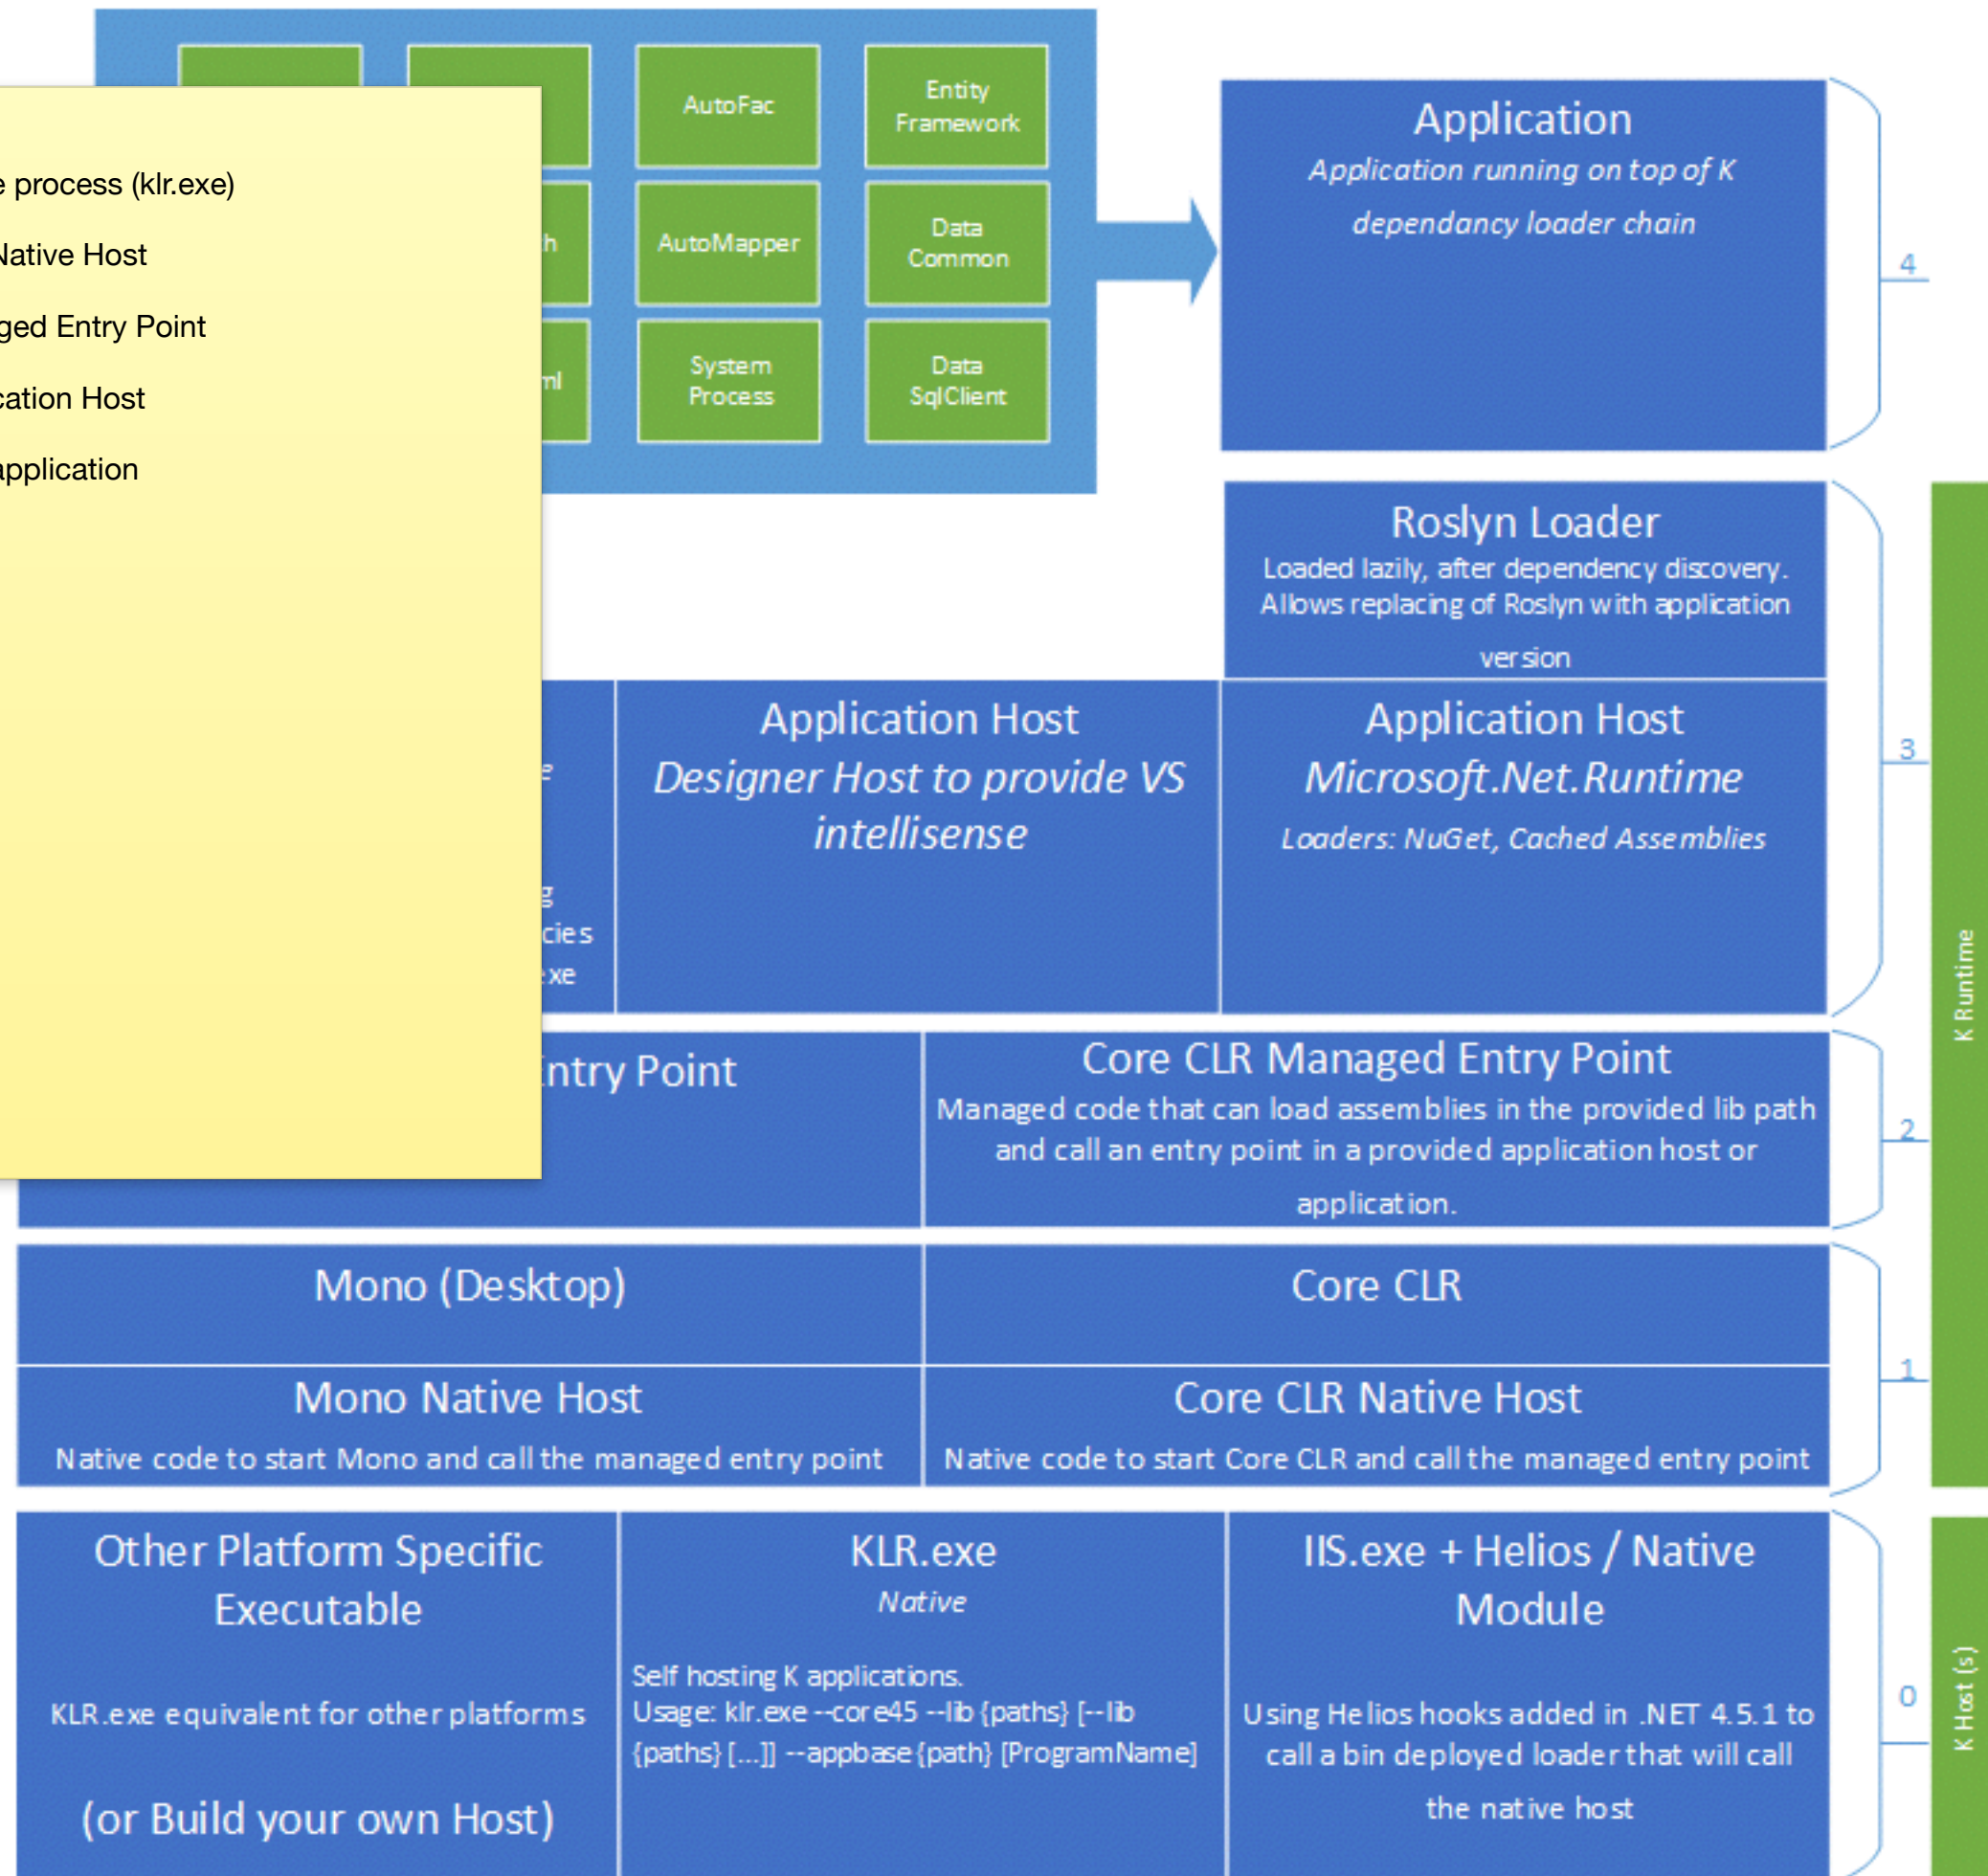 process (klr.exe)
Native Host
Entry Point
Host
application
AutoFac
Entity
Framework
AutoMapper
Data
Common
System
Process
Data
SqlClient
Application
Application running on top of K
dependancy loader chain
4
Roslyn Loader
Loaded lazily, after dependency discovery.
Allows replacing of Roslyn with application
version
Application Host
Designer Host to provide VS
intellisense
Application Host
Microsoft.Net.Runtime
Loaders: NuGet, Cached Assemblies
3
K Runtime
Point
Core CLR Managed Entry Point
Managed code that can load assemblies in the provided lib path
and call an entry point in a provided application host or
application.
2
Mono (Desktop)
Core CLR
Mono Native Host
Native code to start Mono and call the managed entry point
Core CLR Native Host
Native code to start Core CLR and call the managed entry point
1
Other Platform Specific
Executable
KLR.exe equivalent for other platforms
(or Build your own Host)
KLR.exe
Native
Self hosting K applications.
Usage: klr.exe --core45 --lib {paths} [--lib
{paths} [...]] --appbase {path} [ProgramName]
IIS.exe + Helios / Native
Module
Using Helios hooks added in .NET 4.5.1 to
call a bin deployed loader that will call
the native host
0
K Host (s)